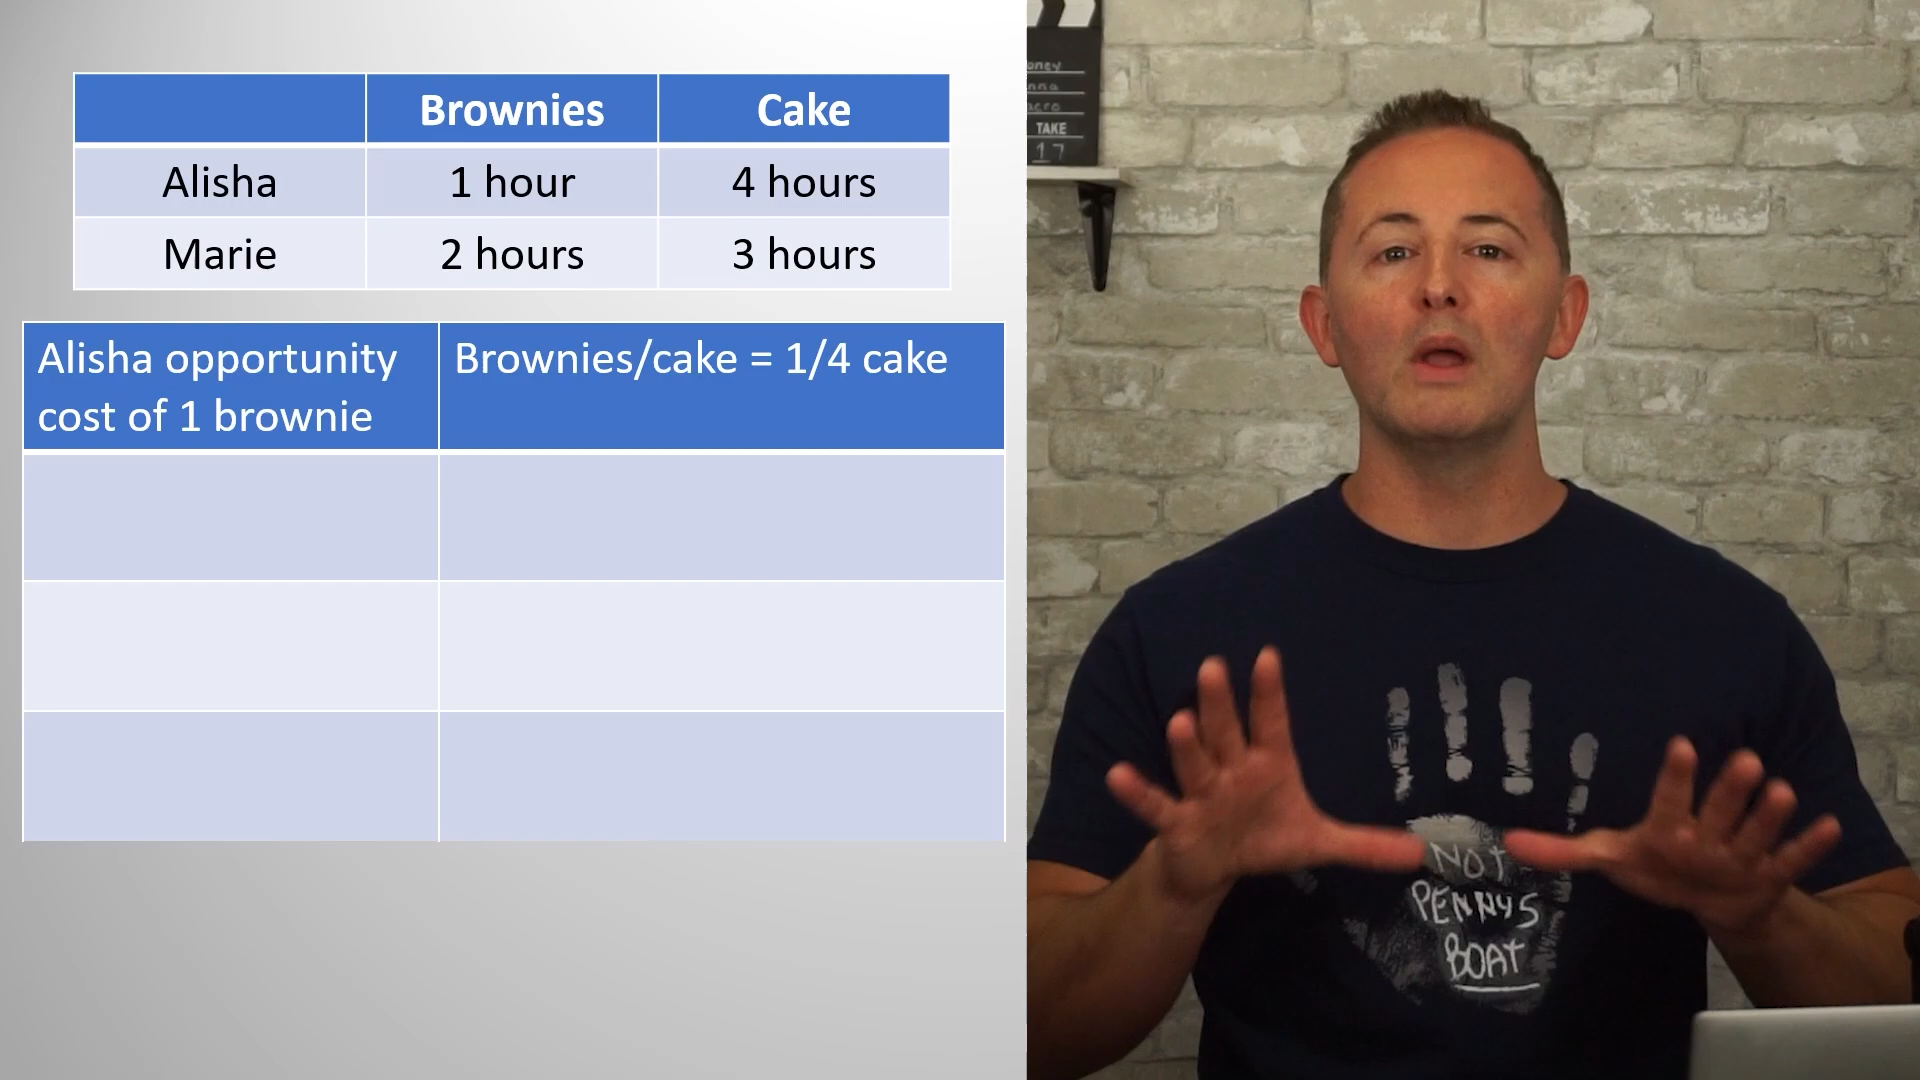 Brownies Cake
Alisha 1 hour 4 hours
Marie 2 hours 3 hours
Alisha opportunity Brownies/cake = 1/4 cake
cost of 1 brownie
TAKE
17
NOT
PENNYS
BOAT